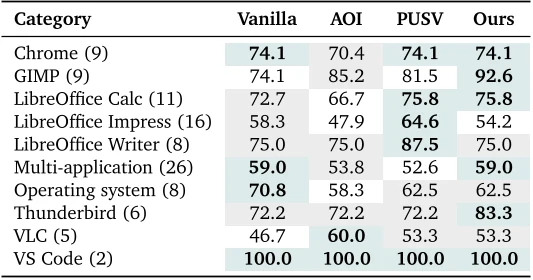 Category Vanilla AOI PUSV Ours
Chrome (9) 74.1 70.4 74.1 74.1
GIMP (9) 74.1 85.2 81.5 92.6
LibreOffice Calc (11) 72.7 66.7 75.8 75.8
LibreOffice Impress (16) 58.3 47.9 64.6 54.2
LibreOffice Writer (8) 75.0 75.0 87.5 75.0
Multi-application (26) 59.0 53.8 52.6 59.0
Operating system (8) 70.8 58.3 62.5 62.5
Thunderbird (6) 72.2 72.2 72.2 83.3
VLC (5) 46.7 60.0 53.3 53.3
VS Code (2) 100.0 100.0 100.0 100.0